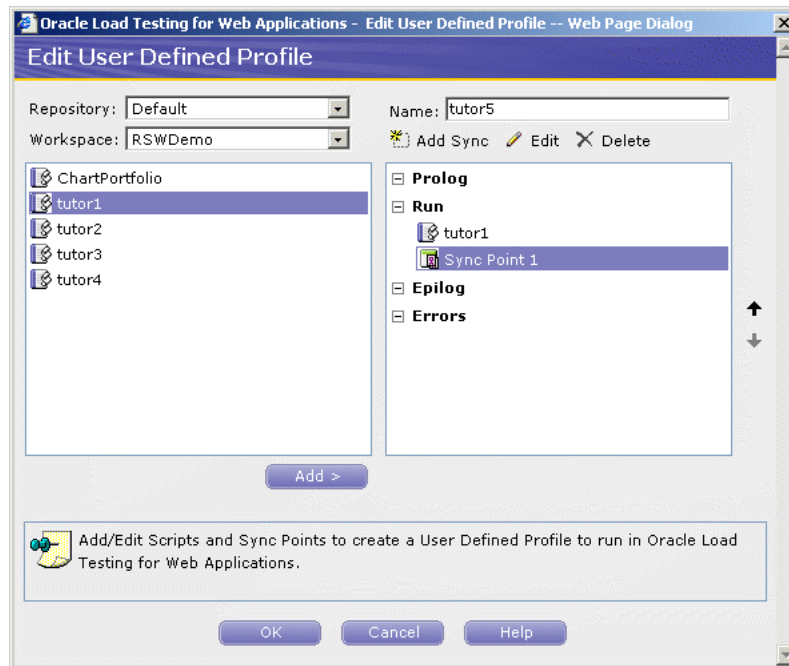 Oracle Load Testing for Web Applications - Edit User Defined Profile -- Web Page Dialog
Edit User Defined Profile
Repository: Default
Name: tutor5
Workspace: RSWDemo
Add Sync Edit Delete
ChartPortfolio
tutor1
tutor2
tutor3
tutor4
Prolog
Run
tutor1
Sync Point 1
Epilog
Errors
Add >
Add/Edit Scripts and Sync Points to create a User Defined Profile to run in Oracle Load
Testing for Web Applications.
OK Cancel Help